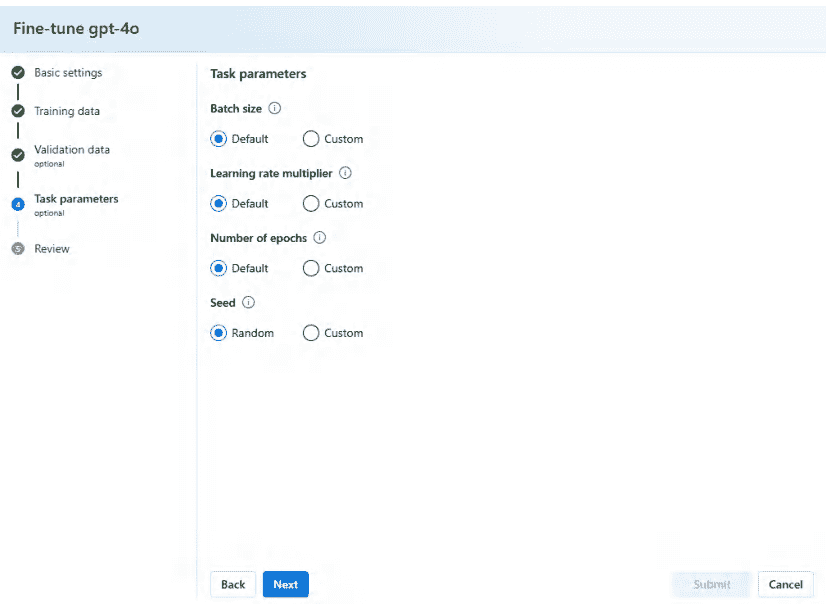 Fine-tune gpt-4o
Basic settings
Training data
Validation data
optional
4 Task parameters
optional
5 Review
Task parameters
Batch size
Default Custom
Learning rate multiplier
Default Custom
Number of epochs
Default Custom
Seed
Random Custom
Back Next Submit Cancel